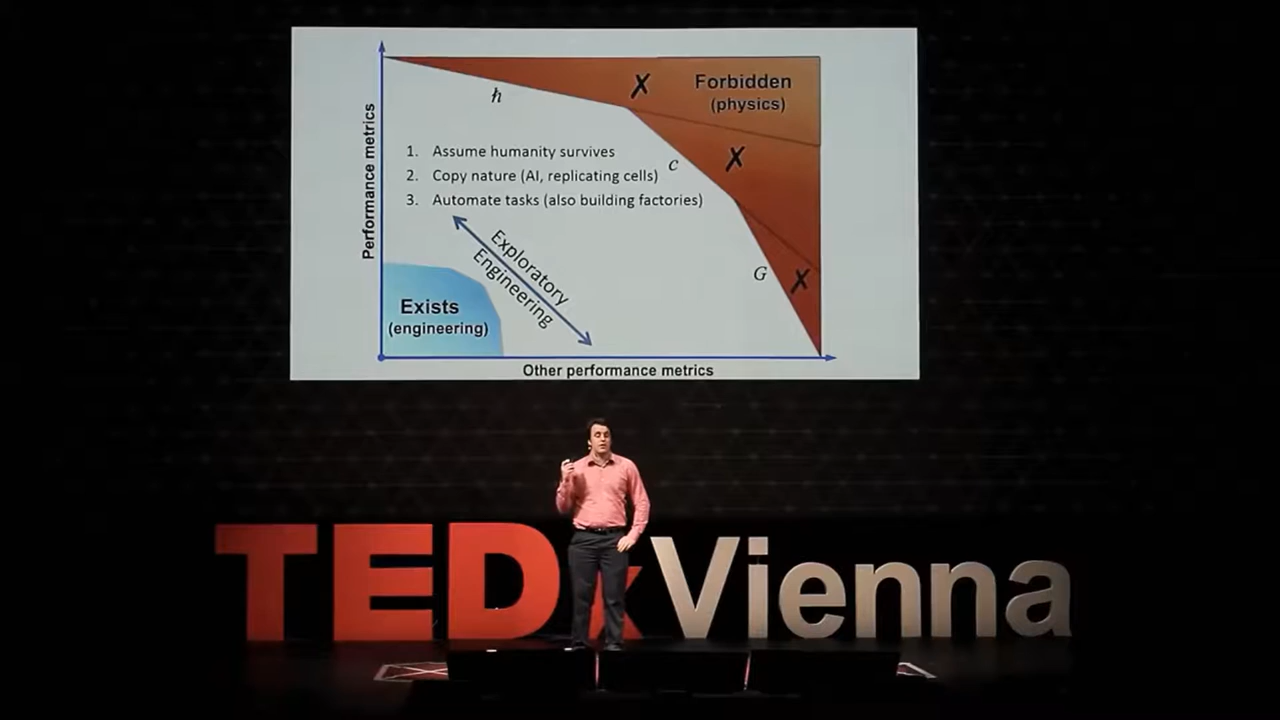 Performance metrics
Forbidden
(physics)
ℏ
c
G
✗
✗
✗
1. Assume humanity survives
2. Copy nature (AI, replicating cells)
3. Automate tasks (also building factories)
Exploratory
Engineering
Exists
(engineering)
Other performance metrics
TEDxVienna